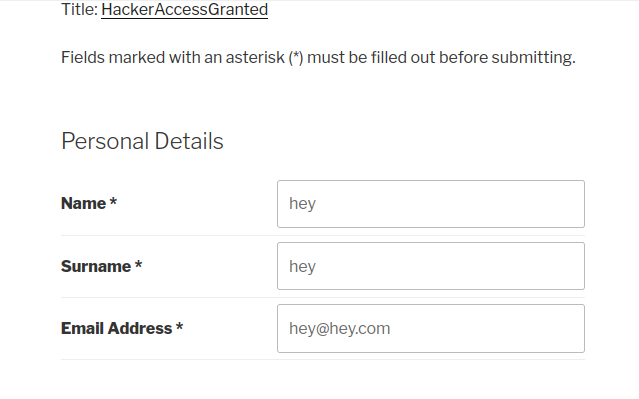 Title: HackerAccessGranted
Fields marked with an asterisk (*) must be filled out before submitting.
Personal Details
Name *
hey
Surname *
hey
Email Address *
hey@hey.com